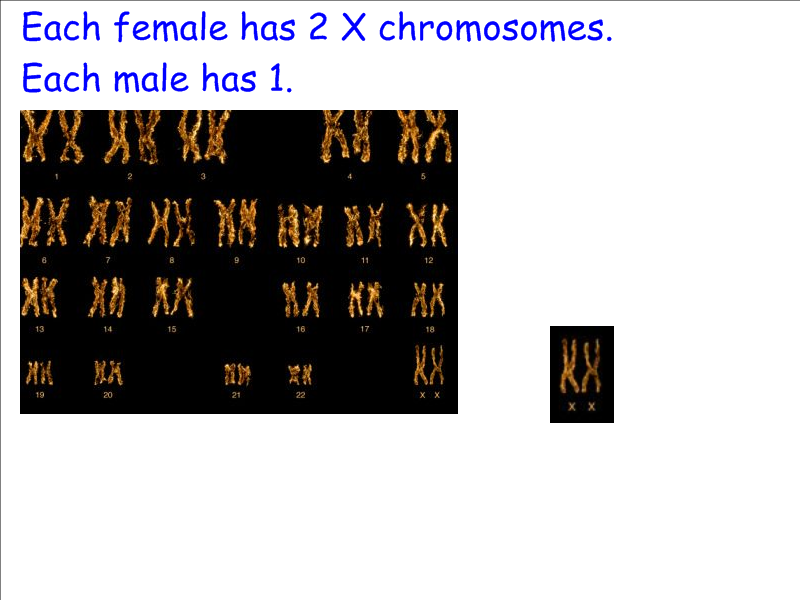 Each female has 2 X chromosomes.
Each male has 1.
1 2 3 4 5
6 7 8 9 10 11 12
13 14 15 16 17 18
19 20 21 22 X X
X X